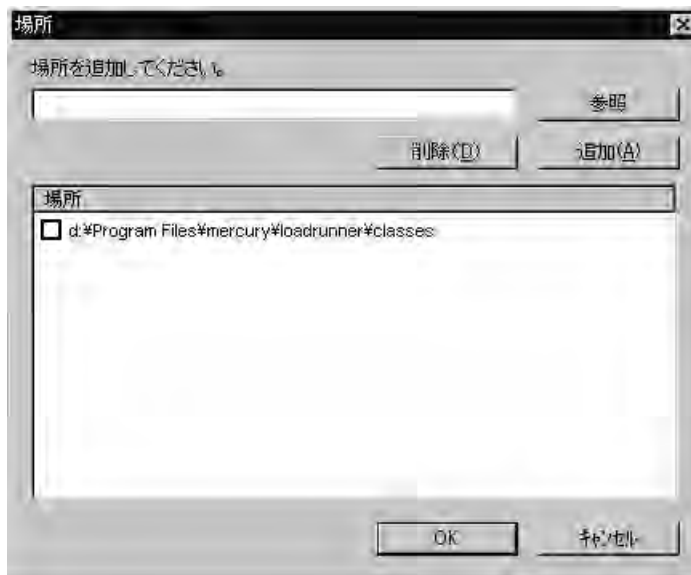 場所
場所を追加してください。
参照
削除(D)
追加(A)
場所
d:¥Program Files¥mercury¥loadrunner¥classes
OK
キャンセル